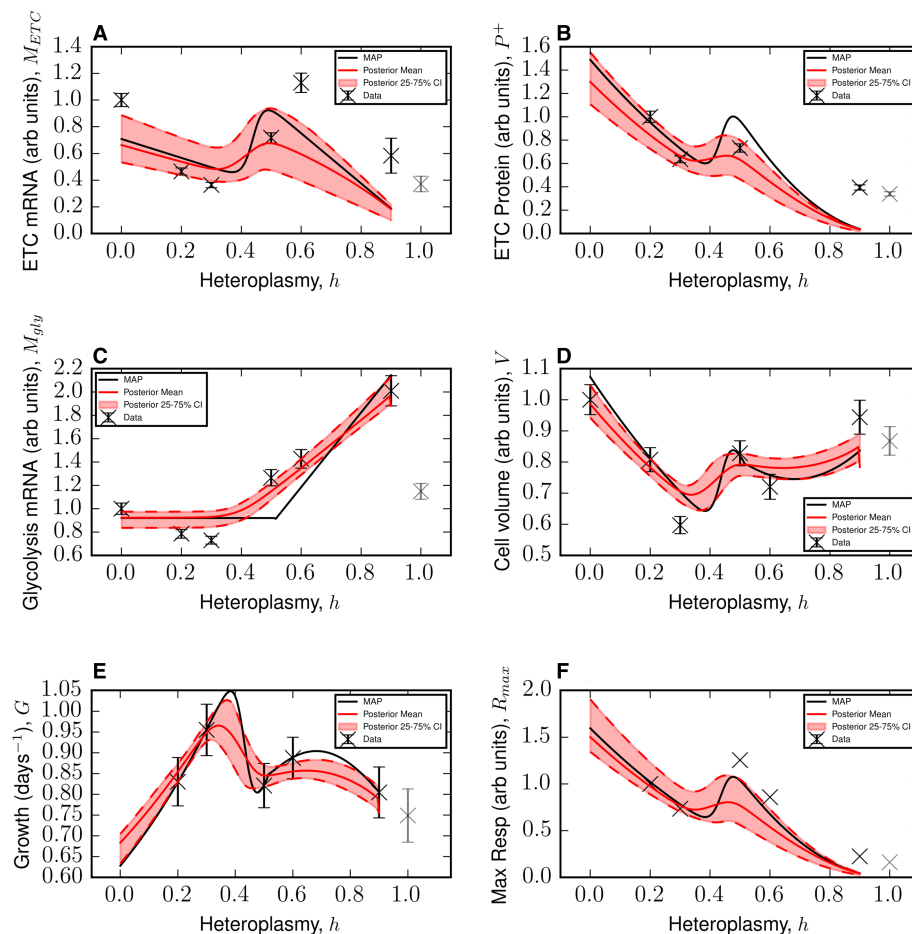 A
ETC mRNA (arb units), M_ETC
1.4
1.2
1.0
0.8
0.6
0.4
0.2
0.0
0.0 0.2 0.4 0.6 0.8 1.0
Heteroplasmy, h
MAP
Posterior Mean
Posterior 25-75% CI
Data
B
ETC Protein (arb units), P⁺
1.6
1.4
1.2
1.0
0.8
0.6
0.4
0.2
0.0
0.0 0.2 0.4 0.6 0.8 1.0
Heteroplasmy, h
MAP
Posterior Mean
Posterior 25-75% CI
Data
C
Glycolysis mRNA (arb units), M_gly
2.2
2.0
1.8
1.6
1.4
1.2
1.0
0.8
0.6
0.0 0.2 0.4 0.6 0.8 1.0
Heteroplasmy, h
MAP
Posterior Mean
Posterior 25-75% CI
Data
D
Cell volume (arb units), V
1.1
1.0
0.9
0.8
0.7
0.6
0.5
0.0 0.2 0.4 0.6 0.8 1.0
Heteroplasmy, h
MAP
Posterior Mean
Posterior 25-75% CI
Data
E
Growth (days⁻¹), G
1.05
1.00
0.95
0.90
0.85
0.80
0.75
0.70
0.65
0.60
0.0 0.2 0.4 0.6 0.8 1.0
Heteroplasmy, h
MAP
Posterior Mean
Posterior 25-75% CI
Data
F
Max Resp (arb units), R_max
2.0
1.5
1.0
0.5
0.0
0.0 0.2 0.4 0.6 0.8 1.0
Heteroplasmy, h
MAP
Posterior Mean
Posterior 25-75% CI
Data